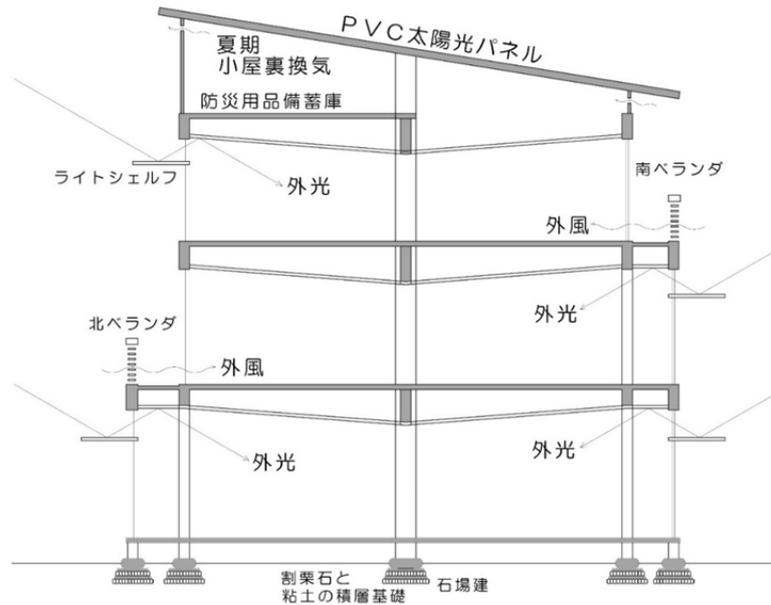 PVC太陽光パネル
夏期
小屋裏換気
防災用品備蓄庫
ライトシェルフ
外光
南ベランダ
外風
外光
北ベランダ
外風
外光
外光
割栗石と
粘土の積層基礎
石場建